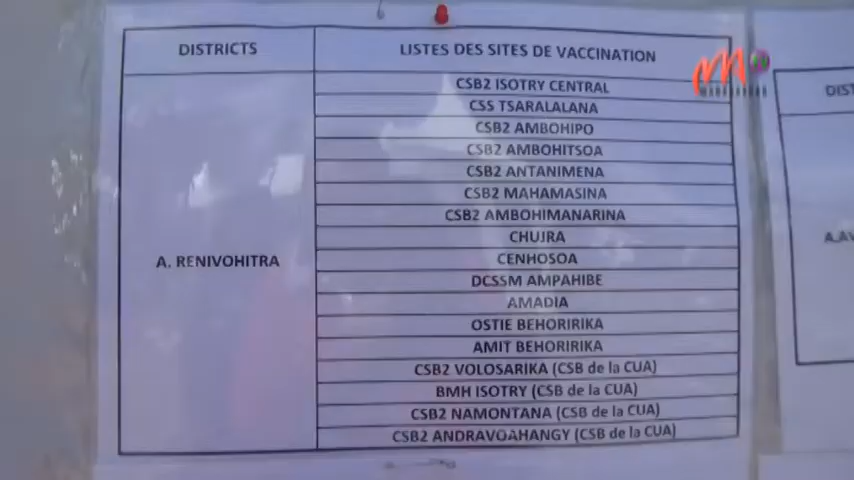 DISTRICTS
LISTES DES SITES DE VACCINATION
A. RENIVOHITRA
CSB2 ISOTRY CENTRAL
CSS TSARALALANA
CSB2 AMBOHIPO
CSB2 AMBOHITSOA
CSB2 ANTANIMENA
CSB2 MAHAMASINA
CSB2 AMBOHIMANARINA
CHUJRA
CENHOSOA
DCSSM AMPAHIBE
AMADIA
OSTIE BEHORIRIKA
AMIT BEHORIRIKA
CSB2 VOLOSARIKA (CSB de la CUA)
BMH ISOTRY (CSB de la CUA)
CSB2 NAMONTANA (CSB de la CUA)
CSB2 ANDRAVOAHANGY (CSB de la CUA)